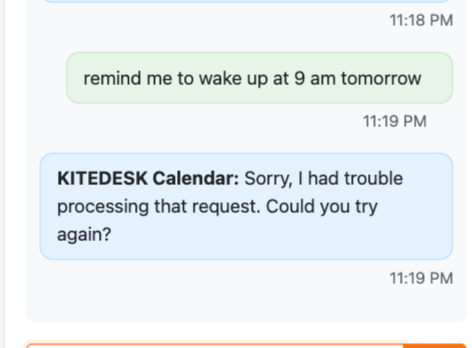 11:18 PM
remind me to wake up at 9 am tomorrow
11:19 PM
KITEDESK Calendar: Sorry, I had trouble
processing that request. Could you try
again?
11:19 PM